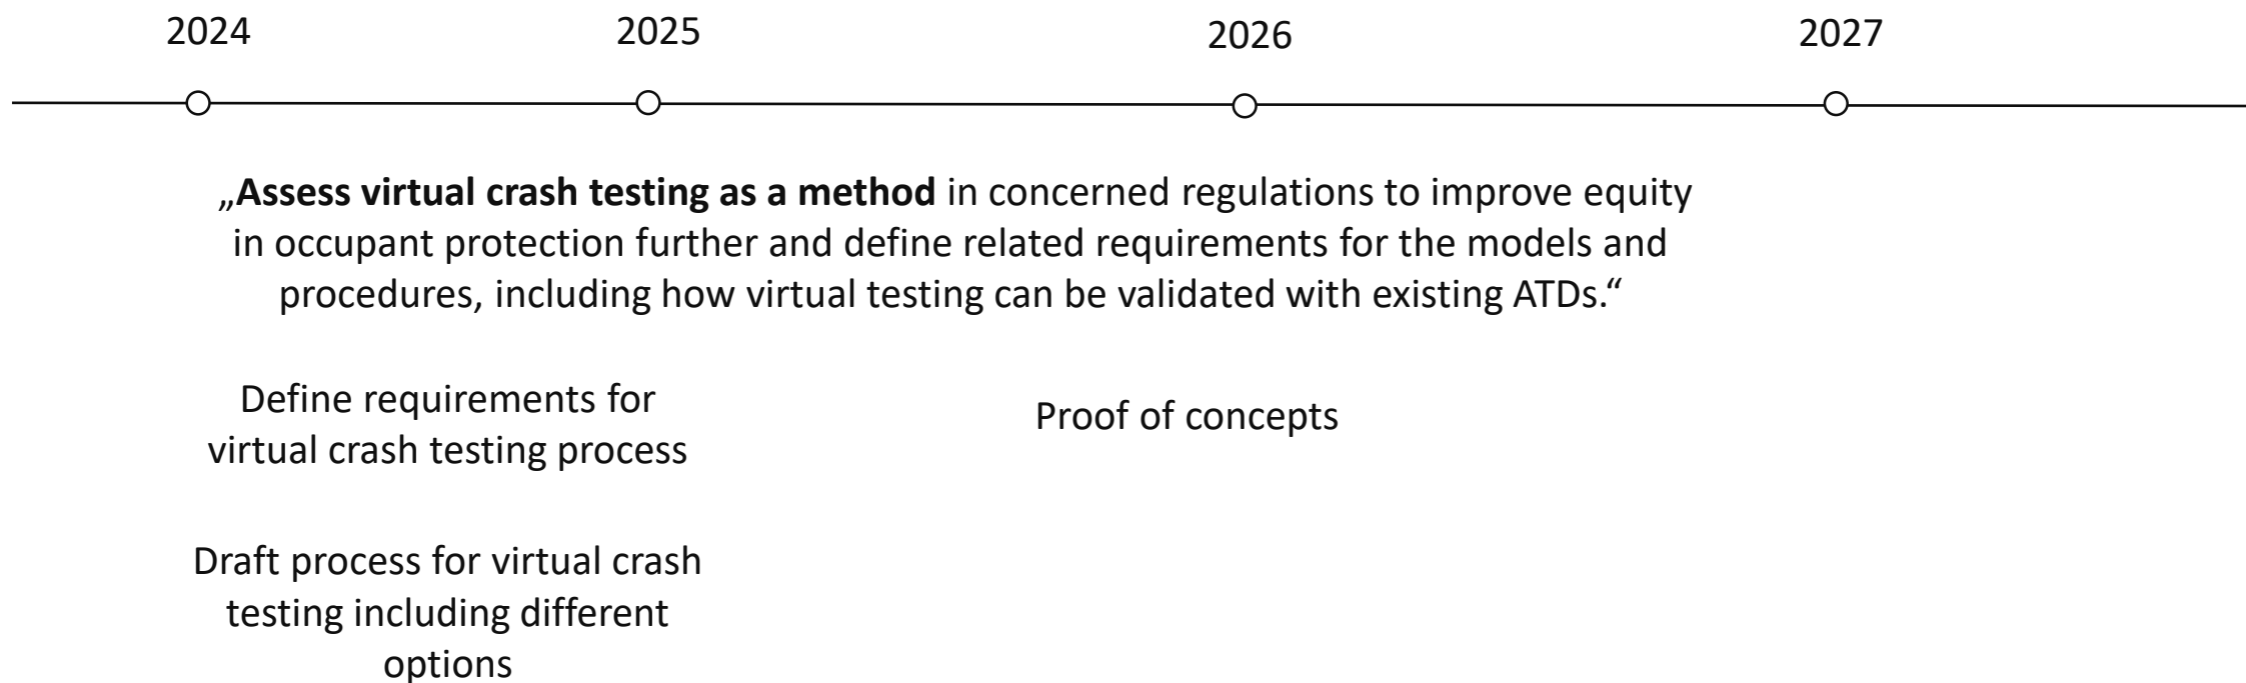 2024 2025 2026 2027
„Assess virtual crash testing as a method in concerned regulations to improve equity
in occupant protection further and define related requirements for the models and
procedures, including how virtual testing can be validated with existing ATDs.“
Define requirements for
virtual crash testing process
Proof of concepts
Draft process for virtual crash
testing including different
options